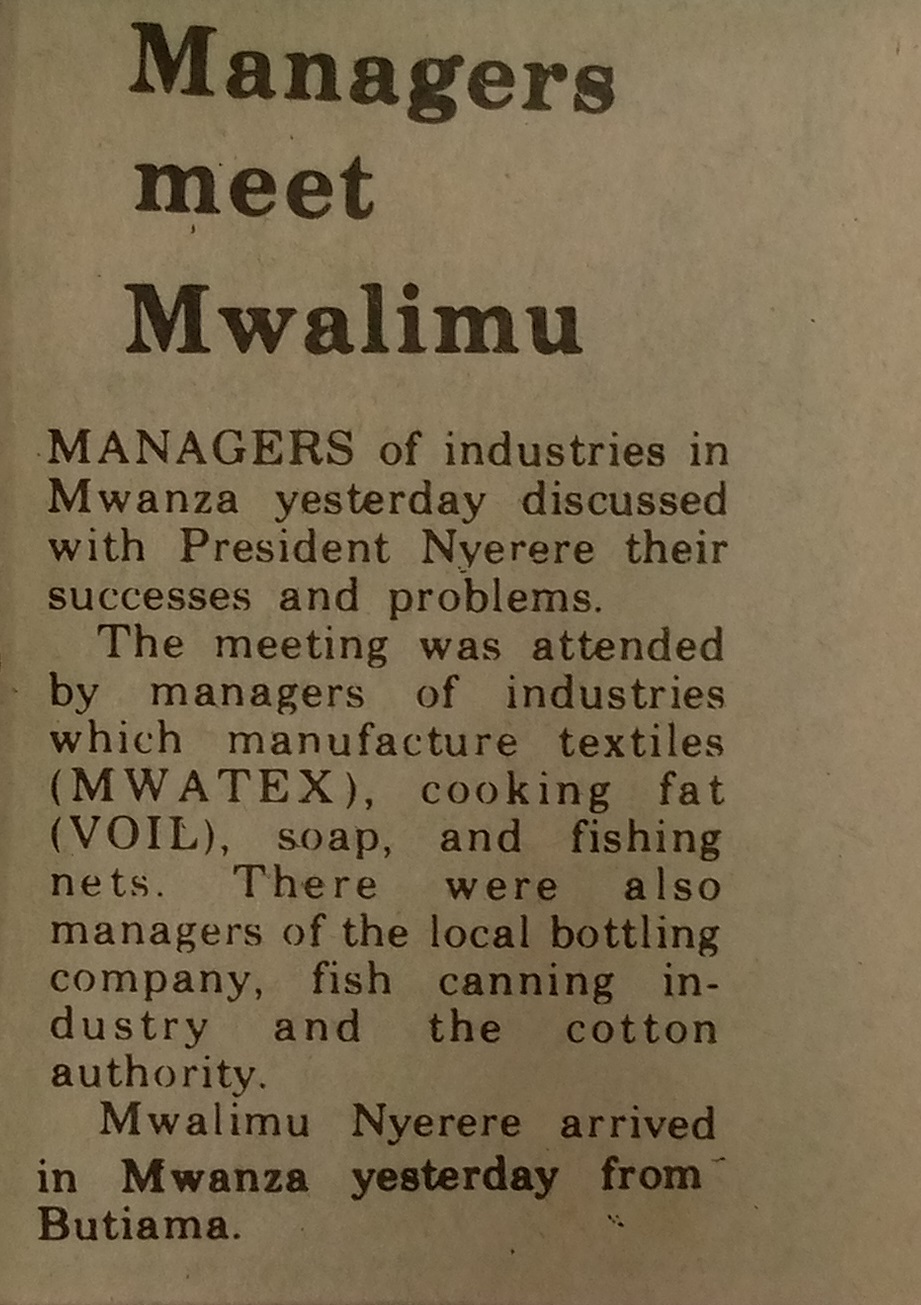 Managers
meet
Mwalimu
MANAGERS of industries in
Mwanza yesterday discussed
with President Nyerere their
successes and problems.
The meeting was attended
by managers of industries
which manufacture textiles
(MWATEX), cooking fat
(VOIL), soap, and fishing
nets. There were also
managers of the local bottling
company, fish canning in-
dustry and the cotton
authority.
Mwalimu Nyerere arrived
in Mwanza yesterday from
Butiama.